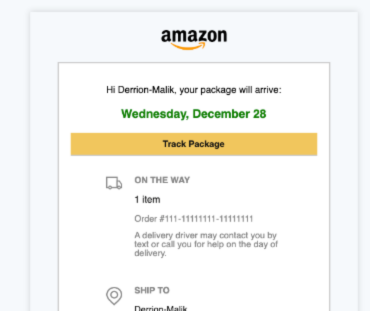 amazon
Hi Derrion-Malik, your package will arrive:
Wednesday, December 28
Track Package
ON THE WAY
1 item
Order #111-11111111-11111111
A delivery driver may contact you by
text or call you for help on the day of
delivery.
SHIP TO
Derrion-Malik